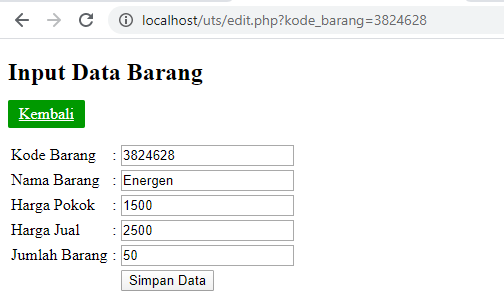 localhost/uts/edit.php?kode_barang=3824628
Input Data Barang
Kembali
Kode Barang : 3824628
Nama Barang : Energen
Harga Pokok : 1500
Harga Jual : 2500
Jumlah Barang : 50
Simpan Data